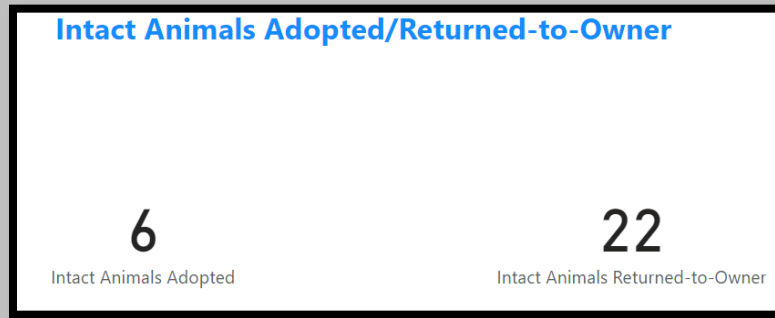 Intact Animals Adopted/Returned-to-Owner
6
Intact Animals Adopted
22
Intact Animals Returned-to-Owner